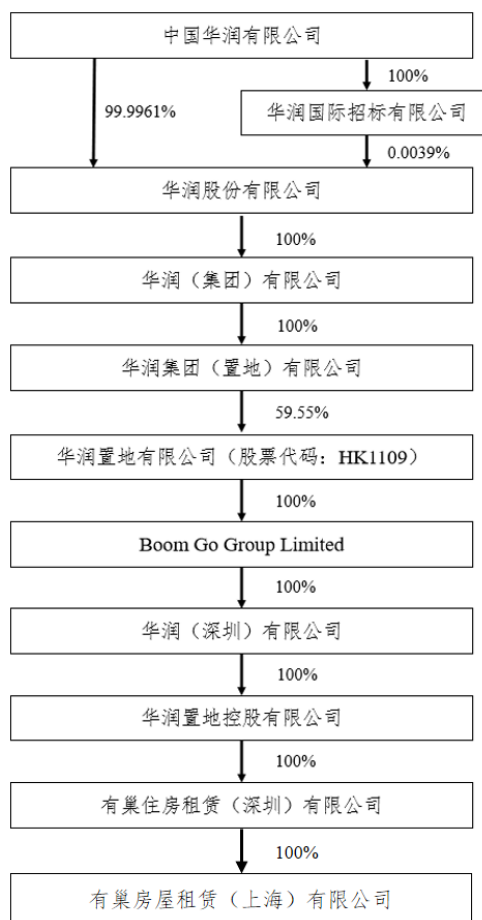 中国华润有限公司
100%
99.9961%
华润国际招标有限公司
0.0039%
华润股份有限公司
100%
华润（集团）有限公司
100%
华润集团（置地）有限公司
59.55%
华润置地有限公司（股票代码：HK1109）
100%
Boom Go Group Limited
100%
华润（深圳）有限公司
100%
华润置地控股有限公司
100%
有巢住房租赁（深圳）有限公司
100%
有巢房屋租赁（上海）有限公司